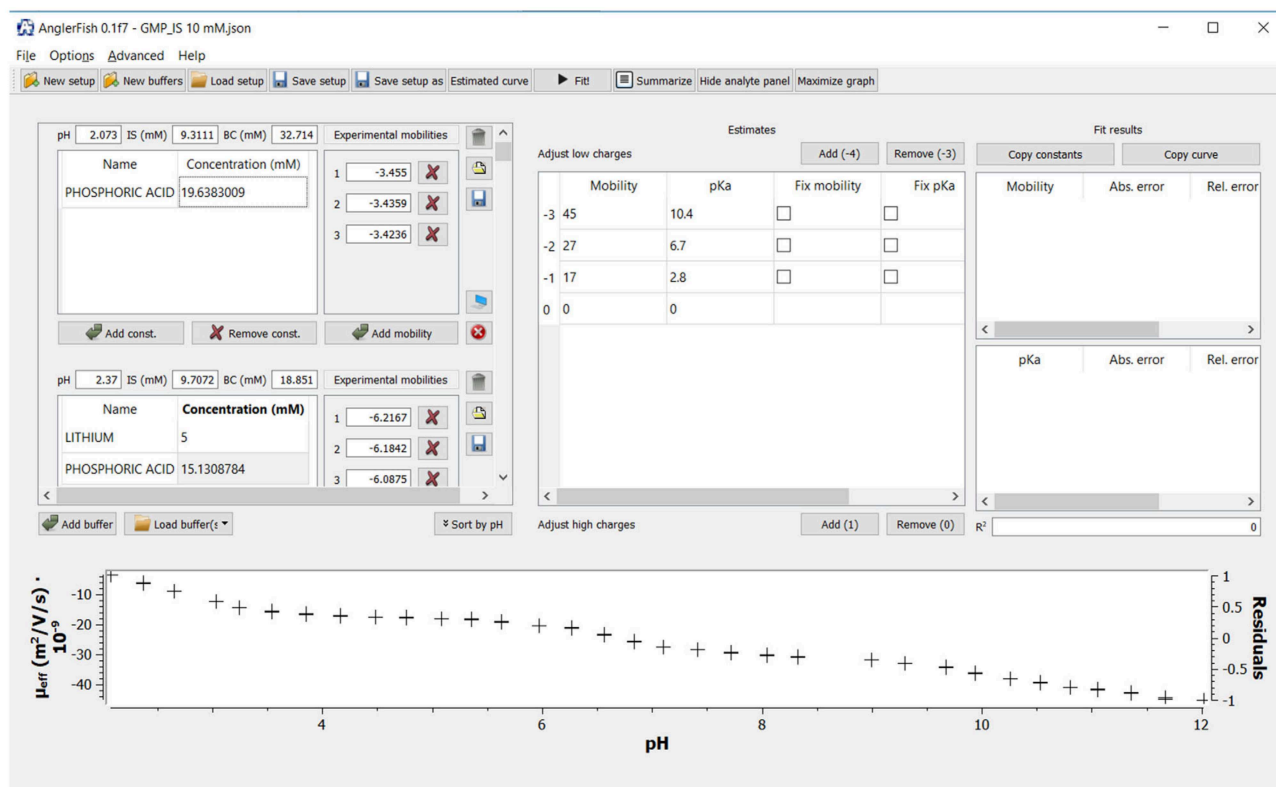 AnglerFish 0.1f7 - GMP_IS 10 mM.json
File Options Advanced Help
New setup New buffers Load setup Save setup Save setup as Estimated curve Fit! Summarize Hide analyte panel Maximize graph
pH 2.073 IS (mM) 9.3111 BC (mM) 32.714 Experimental mobilities
Name Concentration (mM)
PHOSPHORIC ACID 19.6383009
1 -3.455
2 -3.4359
3 -3.4236
Add const. Remove const. Add mobility
pH 2.37 IS (mM) 9.7072 BC (mM) 18.851 Experimental mobilities
Name Concentration (mM)
LITHIUM 5
PHOSPHORIC ACID 15.1308784
1 -6.2167
2 -6.1842
3 -6.0875
Add buffer Load buffer(s Sort by pH
Estimates
Adjust low charges Add (-4) Remove (-3)
Mobility pKa Fix mobility Fix pKa
-3 45 10.4
-2 27 6.7
-1 17 2.8
0 0 0
Adjust high charges Add (1) Remove (0)
Fit results
Copy constants Copy curve
Mobility Abs. error Rel. error
pKa Abs. error Rel. error
R² 0
μeff (m²/V/s) · 10⁻⁹
-10
-20
-30
-40
4 6 8 10 12
pH
1
0.5
0
-0.5
-1
Residuals